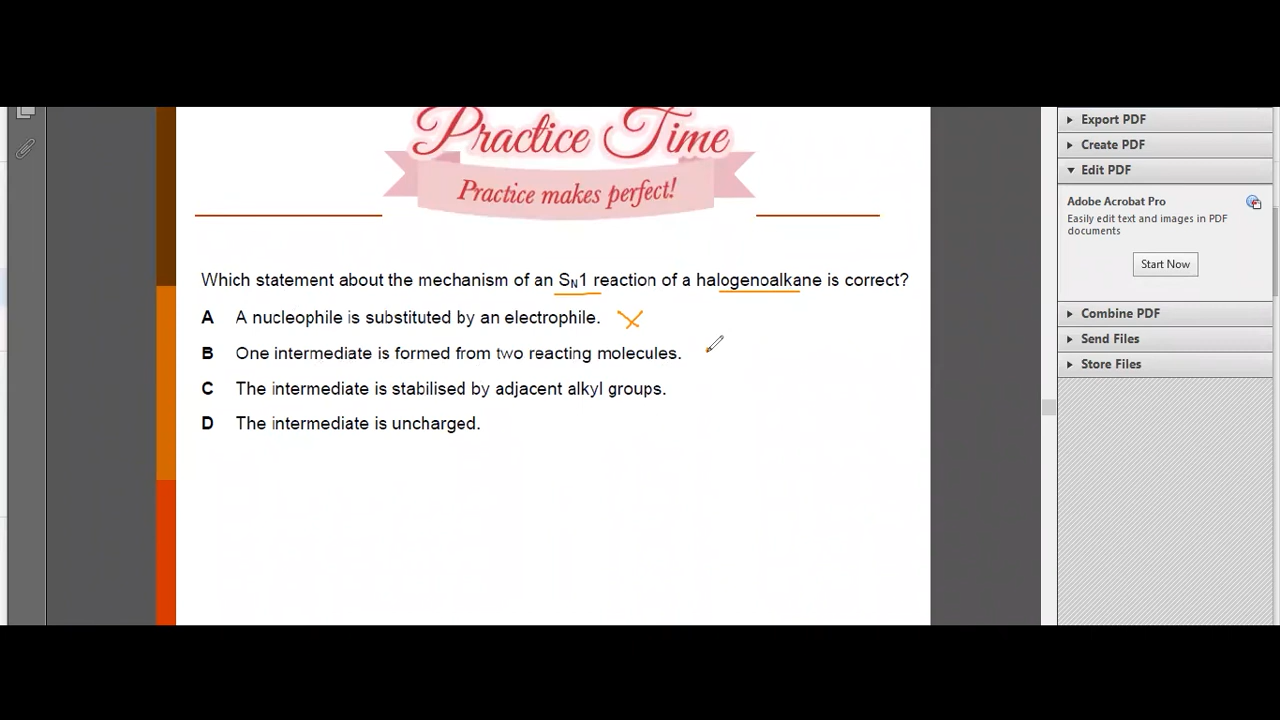 Practice Time
Practice makes perfect!
Which statement about the mechanism of an SN1 reaction of a halogenoalkane is correct?
A A nucleophile is substituted by an electrophile.
B One intermediate is formed from two reacting molecules.
C The intermediate is stabilised by adjacent alkyl groups.
D The intermediate is uncharged.
Export PDF
Create PDF
Edit PDF
Adobe Acrobat Pro
Easily edit text and images in PDF
documents
Start Now
Combine PDF
Send Files
Store Files